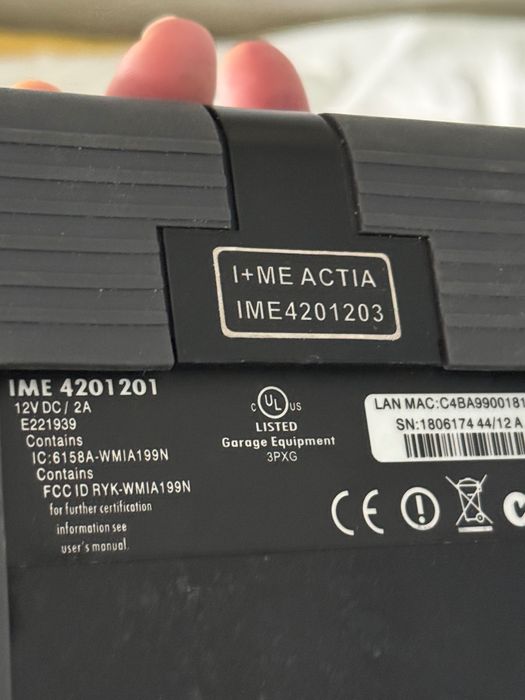 I+ME ACTIA
IME4201203
IME 4201201
12V DC / 2A
E221939
Contains
IC:6158A-WMIA199N
Contains
FCC ID RYK-WMIA199N
for further certification
information see
user's manual.
C UL US
LISTED
Garage Equipment
3PXG
LAN MAC:C4BA9900181
SN:1806174 44/12 A
CE